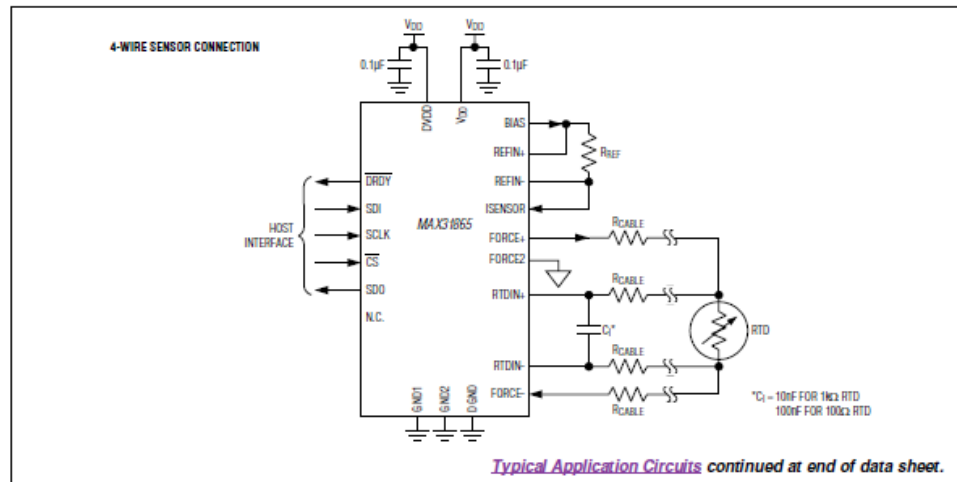 4-WIRE SENSOR CONNECTION
VDD
VDD
0.1µF
0.1µF
DVDD
VDD
BIAS
REFIN+
RREF
REFIN-
ISENSOR
DRDY
SDI
SCLK
CS
SDO
N.C.
HOST
INTERFACE
MAX31865
FORCE+
RCABLE
FORCE2
RTDIN+
RCABLE
CI*
RTD
RTDIN-
RCABLE
FORCE-
RCABLE
GND1
GND2
DGND
*CI = 10nF FOR 1kΩ RTD
100nF FOR 100Ω RTD
Typical Application Circuits continued at end of data sheet.